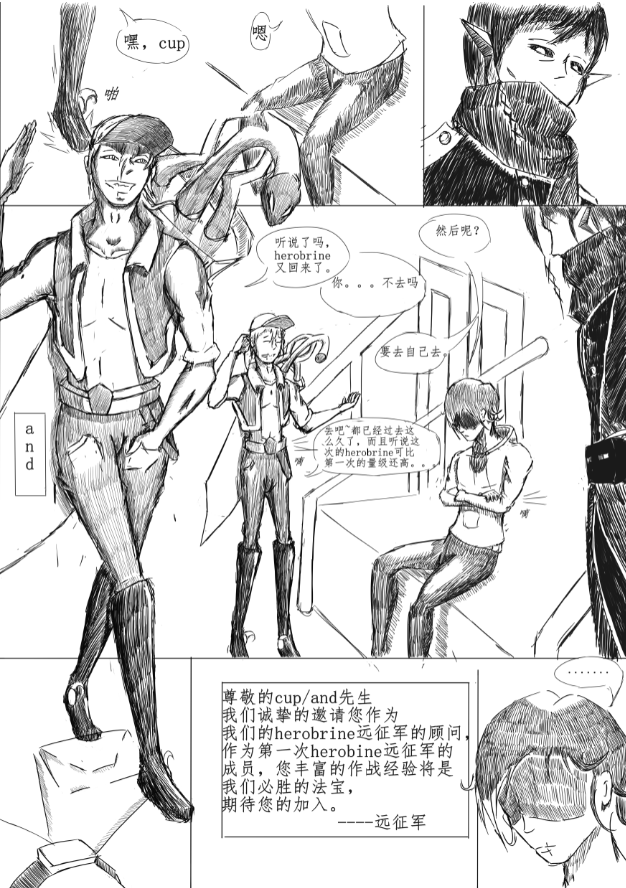 嘿，cup
嗯
啪
听说了吗，
herobrine
又回来了。
然后呢？
你。。。不去吗
要去自己去。
去吧~都已经过去这
么久了，而且听说这
次的herobrine可比
第一次的量级还高。。。
and
尊敬的cup/and先生
我们诚挚的邀请您作为
我们的herobrine远征军的顾问，
作为第一次herobine远征军的
成员，您丰富的作战经验将是
我们必胜的法宝，
期待您的加入。
----远征军
.......